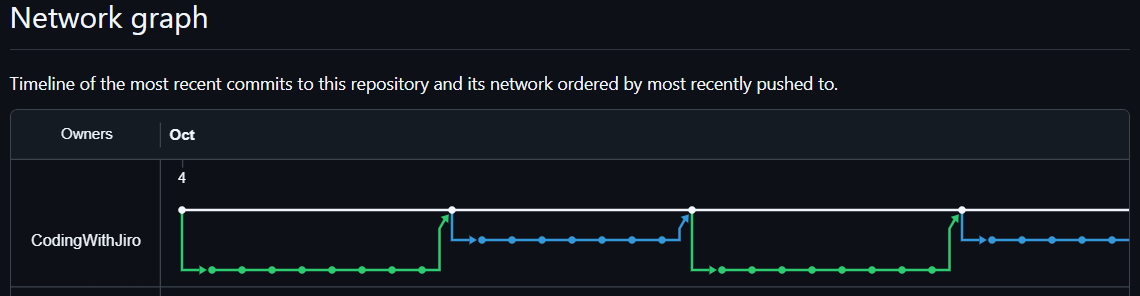 Network graph
Timeline of the most recent commits to this repository and its network ordered by most recently pushed to.
Owners
Oct
4
CodingWithJiro